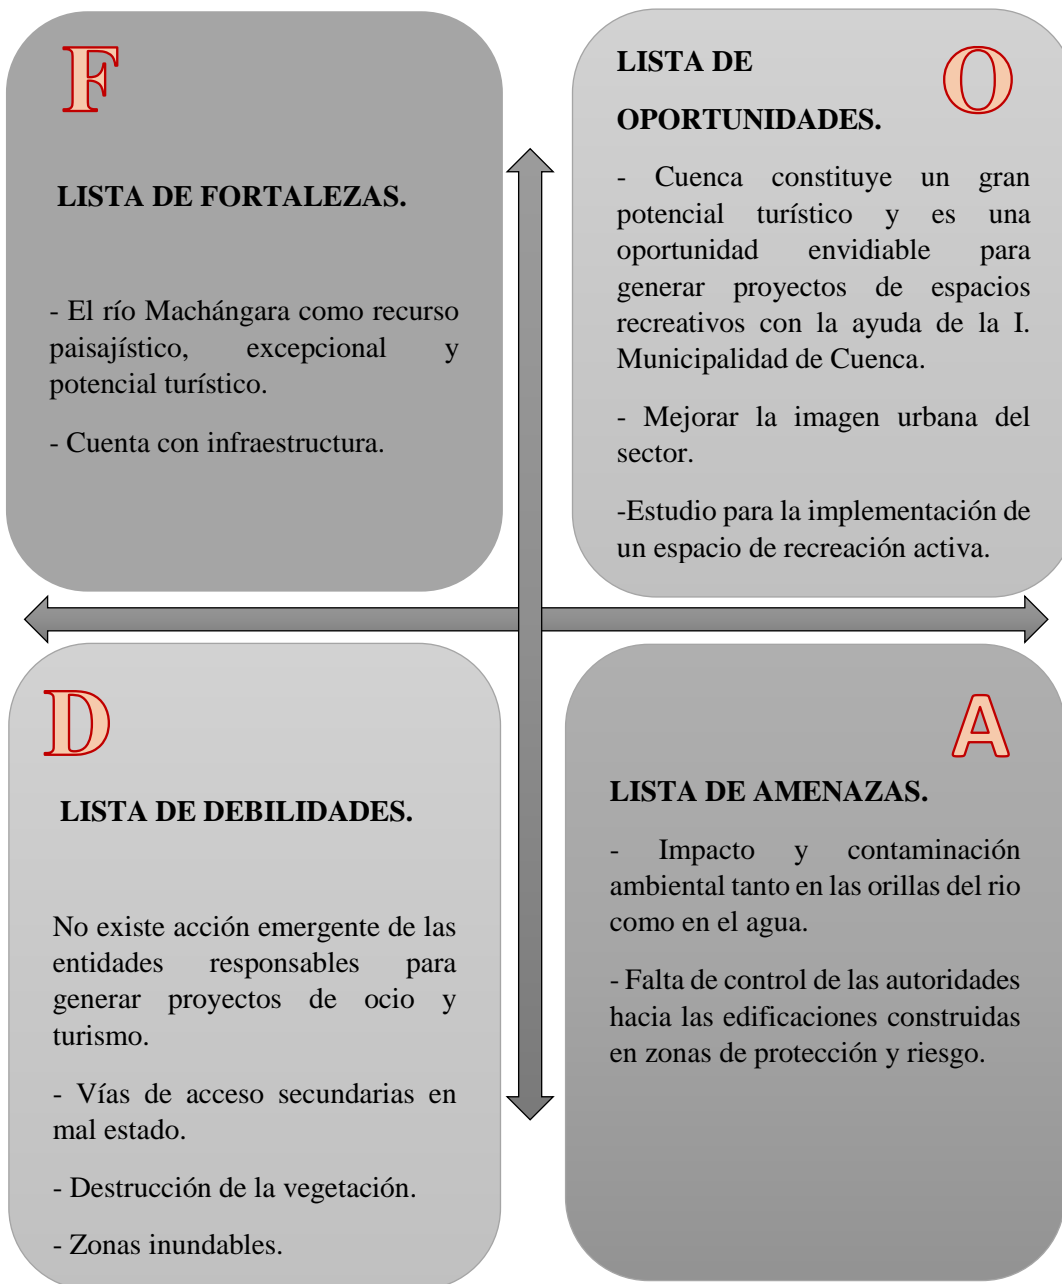 F
LISTA DE FORTALEZAS.
- El río Machángara como recurso
paisajístico, excepcional y
potencial turístico.
- Cuenta con infraestructura.
O
LISTA DE
OPORTUNIDADES.
- Cuenca constituye un gran
potencial turístico y es una
oportunidad envidiable para
generar proyectos de espacios
recreativos con la ayuda de la I.
Municipalidad de Cuenca.
- Mejorar la imagen urbana del
sector.
-Estudio para la implementación de
un espacio de recreación activa.
D
LISTA DE DEBILIDADES.
No existe acción emergente de las
entidades responsables para
generar proyectos de ocio y
turismo.
- Vías de acceso secundarias en
mal estado.
- Destrucción de la vegetación.
- Zonas inundables.
A
LISTA DE AMENAZAS.
- Impacto y contaminación
ambiental tanto en las orillas del rio
como en el agua.
- Falta de control de las autoridades
hacia las edificaciones construidas
en zonas de protección y riesgo.